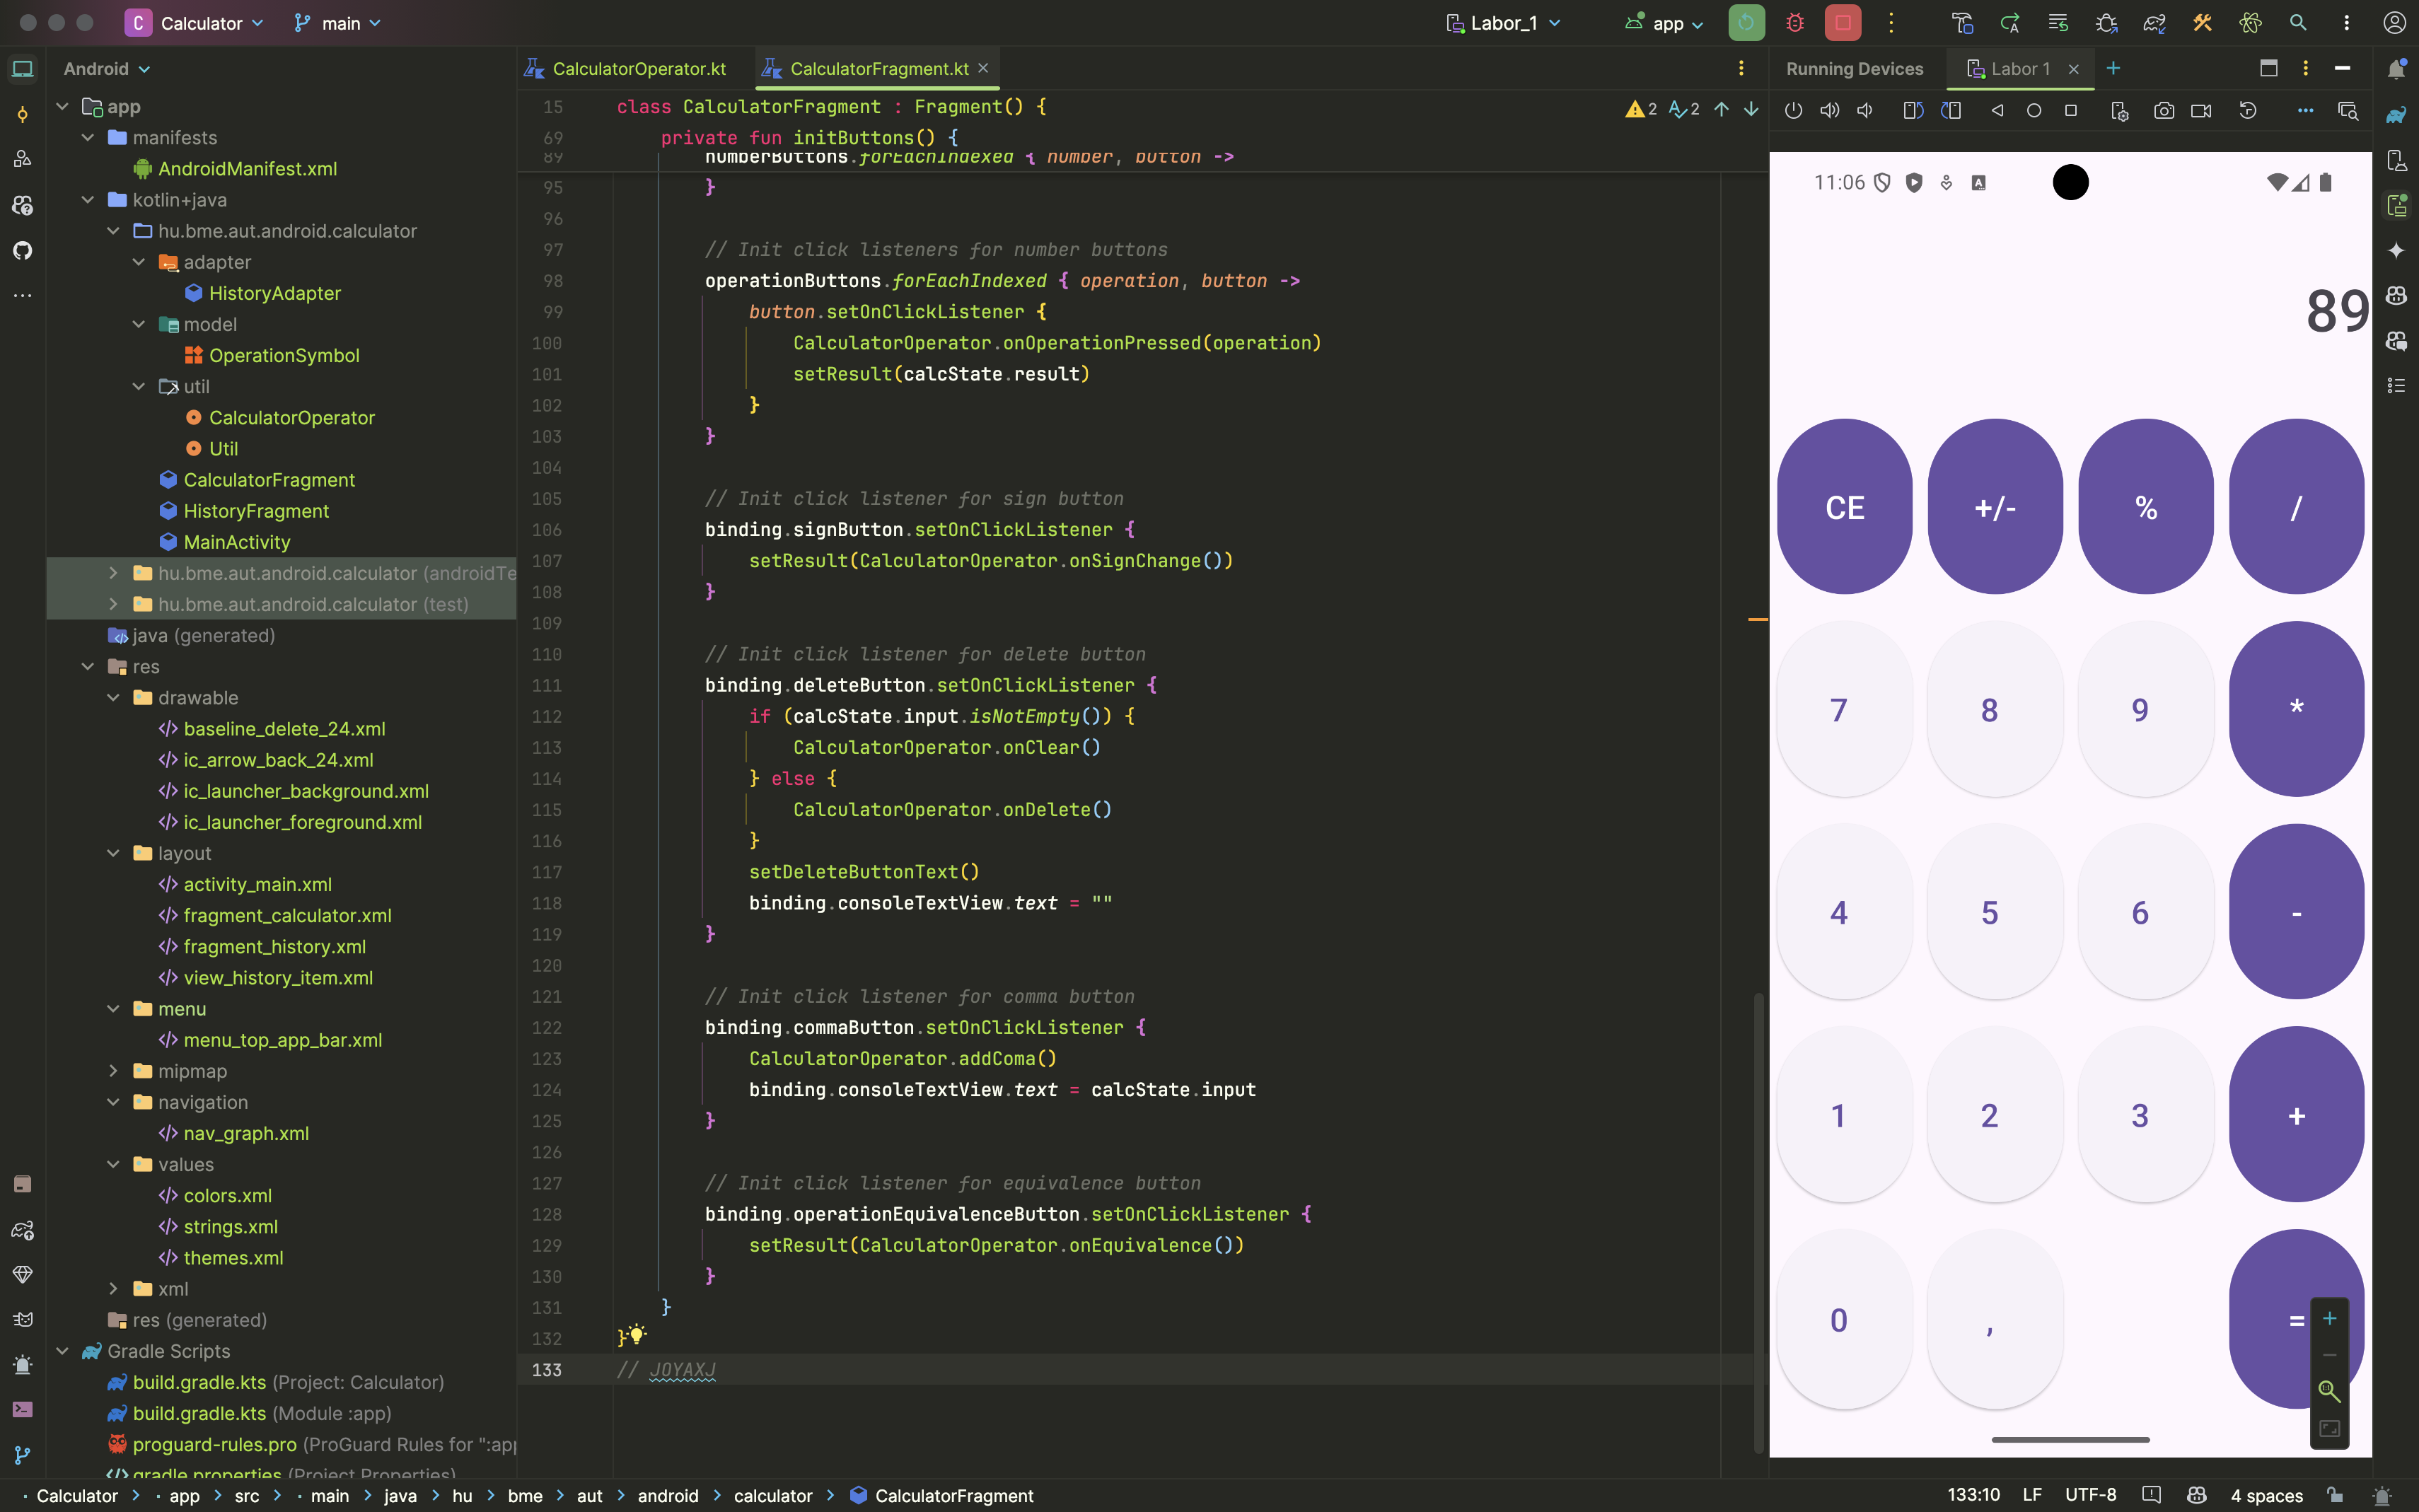 C Calculator main Labor_1 app
Android
app
manifests
AndroidManifest.xml
kotlin+java
hu.bme.aut.android.calculator
adapter
HistoryAdapter
model
OperationSymbol
util
CalculatorOperator
Util
CalculatorFragment
HistoryFragment
MainActivity
hu.bme.aut.android.calculator (androidTe
hu.bme.aut.android.calculator (test)
java (generated)
res
drawable
baseline_delete_24.xml
ic_arrow_back_24.xml
ic_launcher_background.xml
ic_launcher_foreground.xml
layout
activity_main.xml
fragment_calculator.xml
fragment_history.xml
view_history_item.xml
menu
menu_top_app_bar.xml
mipmap
navigation
nav_graph.xml
values
colors.xml
strings.xml
themes.xml
xml
res (generated)
Gradle Scripts
build.gradle.kts (Project: Calculator)
build.gradle.kts (Module :app)
proguard-rules.pro (ProGuard Rules for ":app
gradle.properties (Project Properties)
CalculatorOperator.kt CalculatorFragment.kt
15 class CalculatorFragment : Fragment() { 2 2
69 private fun initButtons() {
89 numberButtons.forEachIndexed { number, button ->
95 }
96
97 // Init click listeners for number buttons
98 operationButtons.forEachIndexed { operation, button ->
99 button.setOnClickListener {
100 CalculatorOperator.onOperationPressed(operation)
101 setResult(calcState.result)
102 }
103 }
104
105 // Init click listener for sign button
106 binding.signButton.setOnClickListener {
107 setResult(CalculatorOperator.onSignChange())
108 }
109
110 // Init click listener for delete button
111 binding.deleteButton.setOnClickListener {
112 if (calcState.input.isNotEmpty()) {
113 CalculatorOperator.onClear()
114 } else {
115 CalculatorOperator.onDelete()
116 }
117 setDeleteButtonText()
118 binding.consoleTextView.text = ""
119 }
120
121 // Init click listener for comma button
122 binding.commaButton.setOnClickListener {
123 CalculatorOperator.addComa()
124 binding.consoleTextView.text = calcState.input
125 }
126
127 // Init click listener for equivalence button
128 binding.operationEquivalenceButton.setOnClickListener {
129 setResult(CalculatorOperator.onEquivalence())
130 }
131 }
132 }
133 // JOYAXJ
Running Devices Labor 1
11:06
89
CE +/- % /
7 8 9 *
4 5 6 -
1 2 3 +
0 , =
Calculator > app > src > main > java > hu > bme > aut > android > calculator > CalculatorFragment
133:10 LF UTF-8 4 spaces